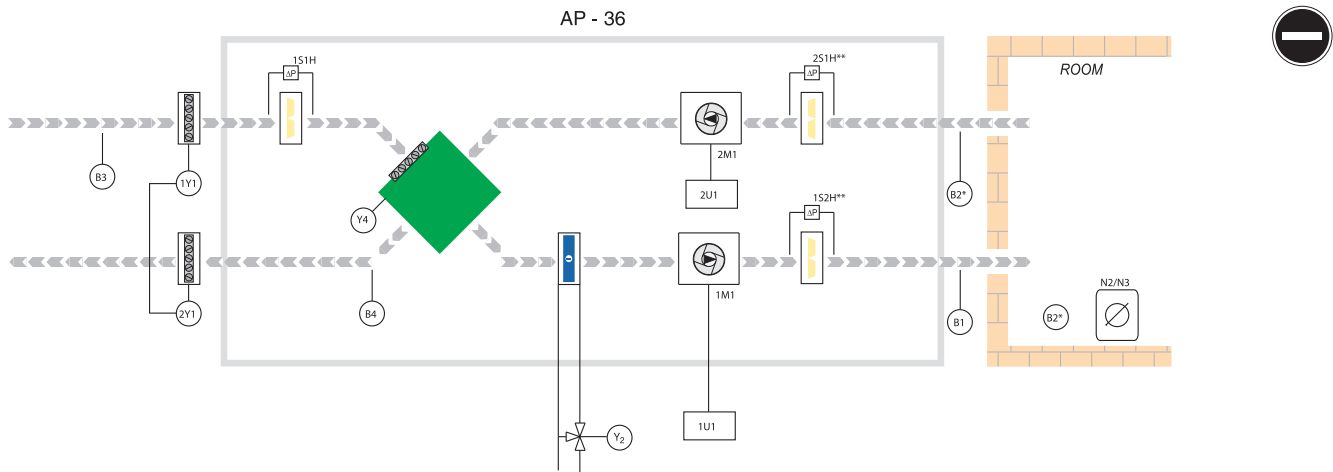 AP - 36
1S1H
ΔP
2S1H**
ΔP
ROOM
B3
1Y1
2M1
2U1
B2*
Y4
1S2H**
ΔP
2Y1
B4
1M1
B1
B2*
N2/N3
1U1
Y2